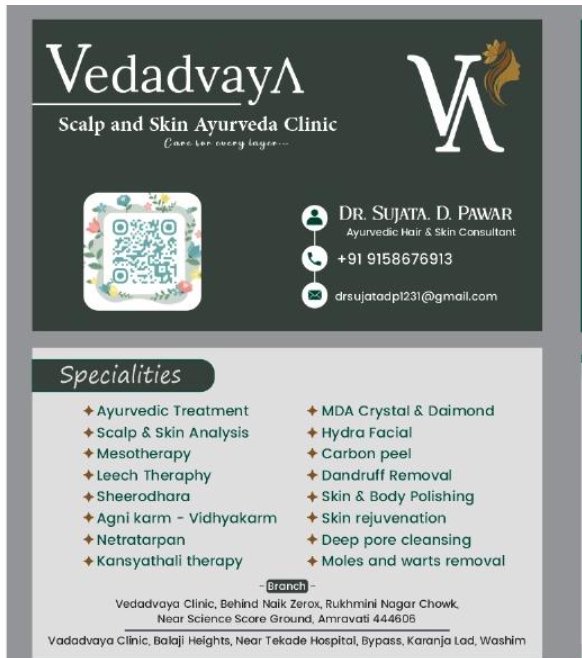 VedadvayΛ
Scalp and Skin Ayurveda Clinic
Care for every layer...
VΛ
DR. SUJATA. D. PAWAR
Ayurvedic Hair & Skin Consultant
+91 9158676913
drsujatadp1231@gmail.com
Specialities
Ayurvedic Treatment
Scalp & Skin Analysis
Mesotherapy
Leech Theraphy
Sheerodhara
Agni karm - Vidhyakarm
Netratarpan
Kansyathali therapy
MDA Crystal & Daimond
Hydra Facial
Carbon peel
Dandruff Removal
Skin & Body Polishing
Skin rejuvenation
Deep pore cleansing
Moles and warts removal
- Branch -
Vedadvaya Clinic, Behind Naik Zerox, Rukhmini Nagar Chowk,
Near Science Score Ground, Amravati 444606
Vadadvaya Clinic, Balaji Heights, Near Tekade Hospital, Bypass, Karanja Lad, Washim